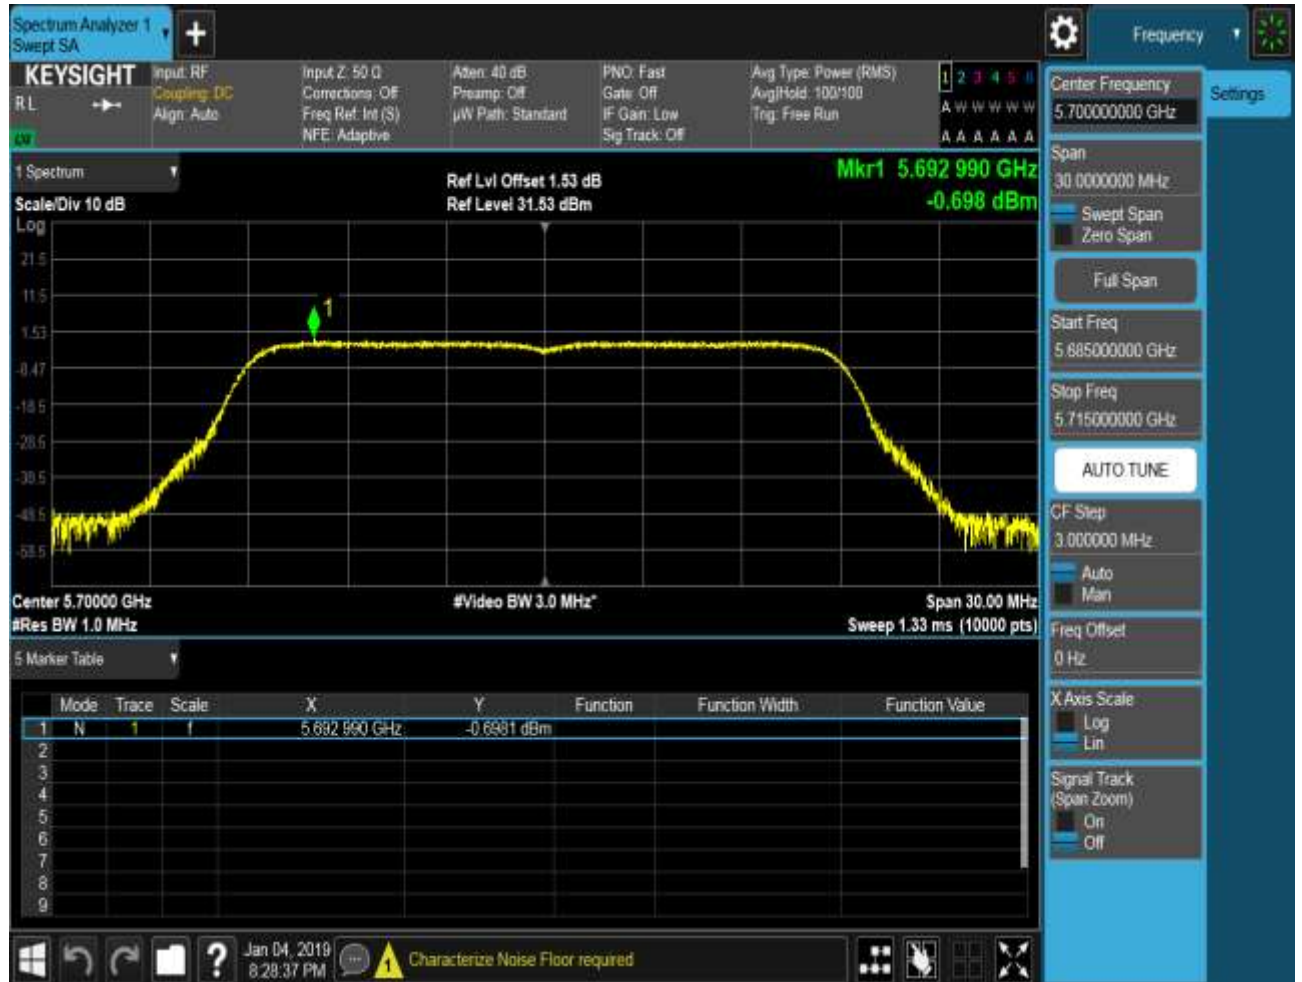 Spectrum Analyzer 1
Swept SA
Frequency
KEYSIGHT
Input: RF
Input Z: 50 Ω
Atten: 40 dB
PNO: Fast
Avg Type: Power (RMS)
1 2 3 4 5 6
R L
Coupling: DC
Corrections: Off
Preamp: Off
Gate: Off
Avg|Hold: 100/100
A W W W W W
Align: Auto
Freq Ref: Int (S)
µW Path: Standard
IF Gain: Low
Trig: Free Run
NFE: Adaptive
Sig Track: Off
A A A A A A
1 Spectrum
Ref Lvl Offset 1.53 dB
Mkr1 5.692 990 GHz
Scale/Div 10 dB
Ref Level 31.53 dBm
-0.698 dBm
Log
21.5
11.5
1
1.53
-8.47
-18.5
-28.5
-38.5
-48.5
-58.5
Center 5.70000 GHz
#Video BW 3.0 MHz*
Span 30.00 MHz
#Res BW 1.0 MHz
Sweep 1.33 ms (10000 pts)
5 Marker Table
Mode Trace Scale X Y Function Function Width Function Value
1 N 1 f 5.692 990 GHz -0.6981 dBm
2
3
4
5
6
7
8
9
Jan 04, 2019
8:28:37 PM
Characterize Noise Floor required
Center Frequency
5.700000000 GHz
Settings
Span
30.0000000 MHz
Swept Span
Zero Span
Full Span
Start Freq
5.685000000 GHz
Stop Freq
5.715000000 GHz
AUTO TUNE
CF Step
3.000000 MHz
Auto
Man
Freq Offset
0 Hz
X Axis Scale
Log
Lin
Signal Track
(Span Zoom)
On
Off